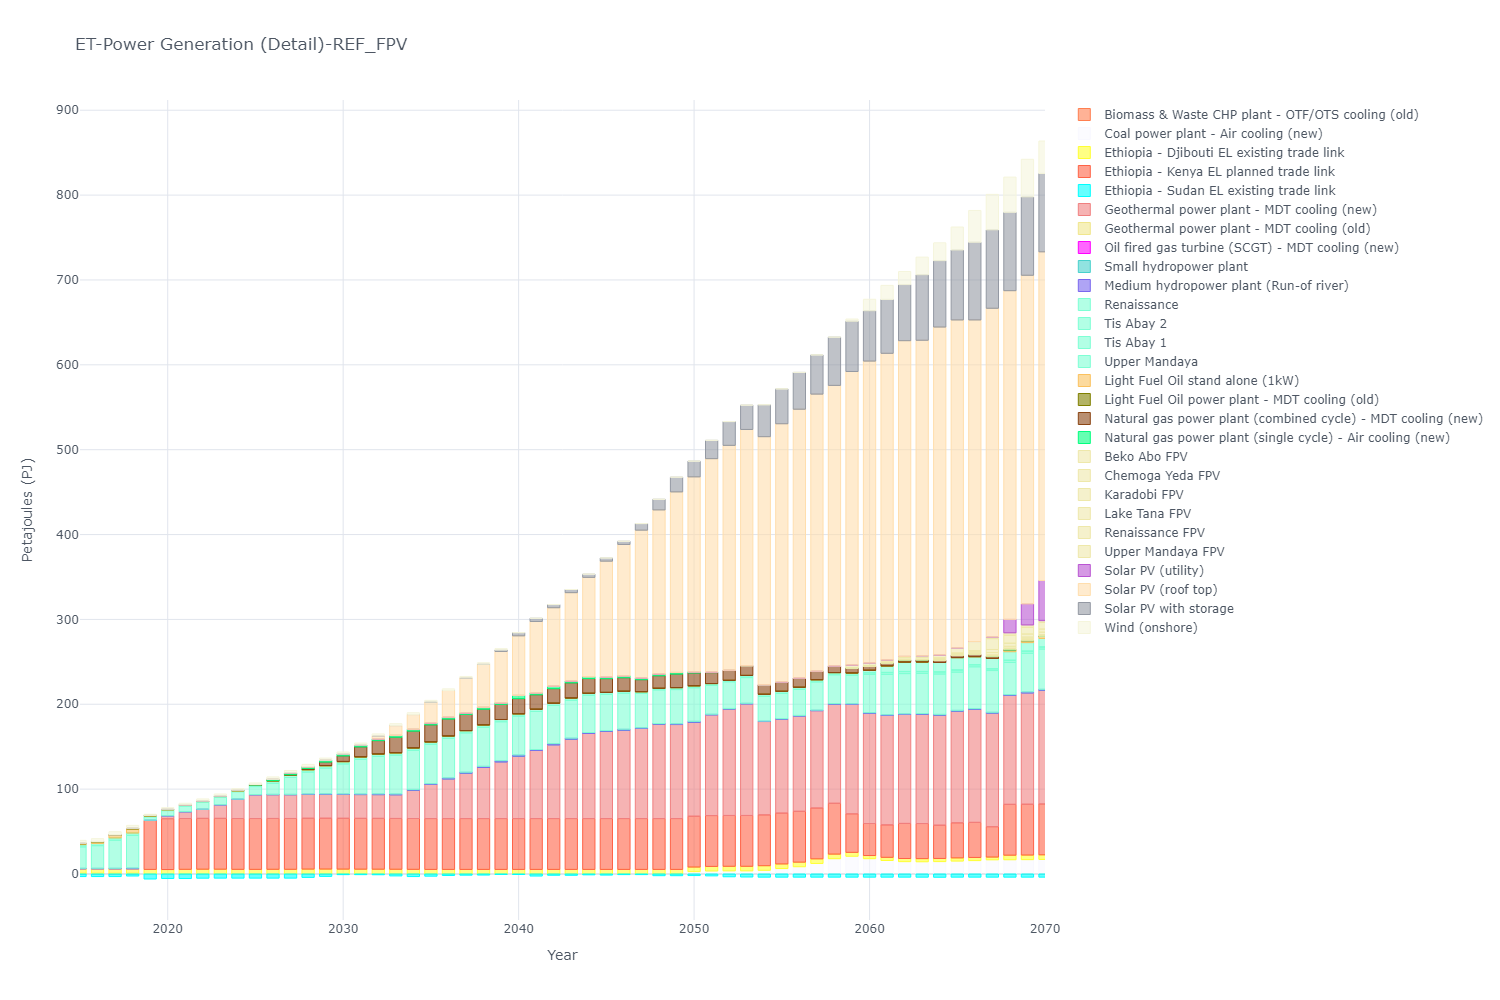 ET-Power Generation (Detail)-REF_FPV
900
800
700
600
500
400
300
200
100
0
Petajoules (PJ)
2020
2030
2040
2050
2060
2070
Year
Biomass & Waste CHP plant - OTF/OTS cooling (old)
Coal power plant - Air cooling (new)
Ethiopia - Djibouti EL existing trade link
Ethiopia - Kenya EL planned trade link
Ethiopia - Sudan EL existing trade link
Geothermal power plant - MDT cooling (new)
Geothermal power plant - MDT cooling (old)
Oil fired gas turbine (SCGT) - MDT cooling (new)
Small hydropower plant
Medium hydropower plant (Run-of river)
Renaissance
Tis Abay 2
Tis Abay 1
Upper Mandaya
Light Fuel Oil stand alone (1kW)
Light Fuel Oil power plant - MDT cooling (old)
Natural gas power plant (combined cycle) - MDT cooling (new)
Natural gas power plant (single cycle) - Air cooling (new)
Beko Abo FPV
Chemoga Yeda FPV
Karadobi FPV
Lake Tana FPV
Renaissance FPV
Upper Mandaya FPV
Solar PV (utility)
Solar PV (roof top)
Solar PV with storage
Wind (onshore)